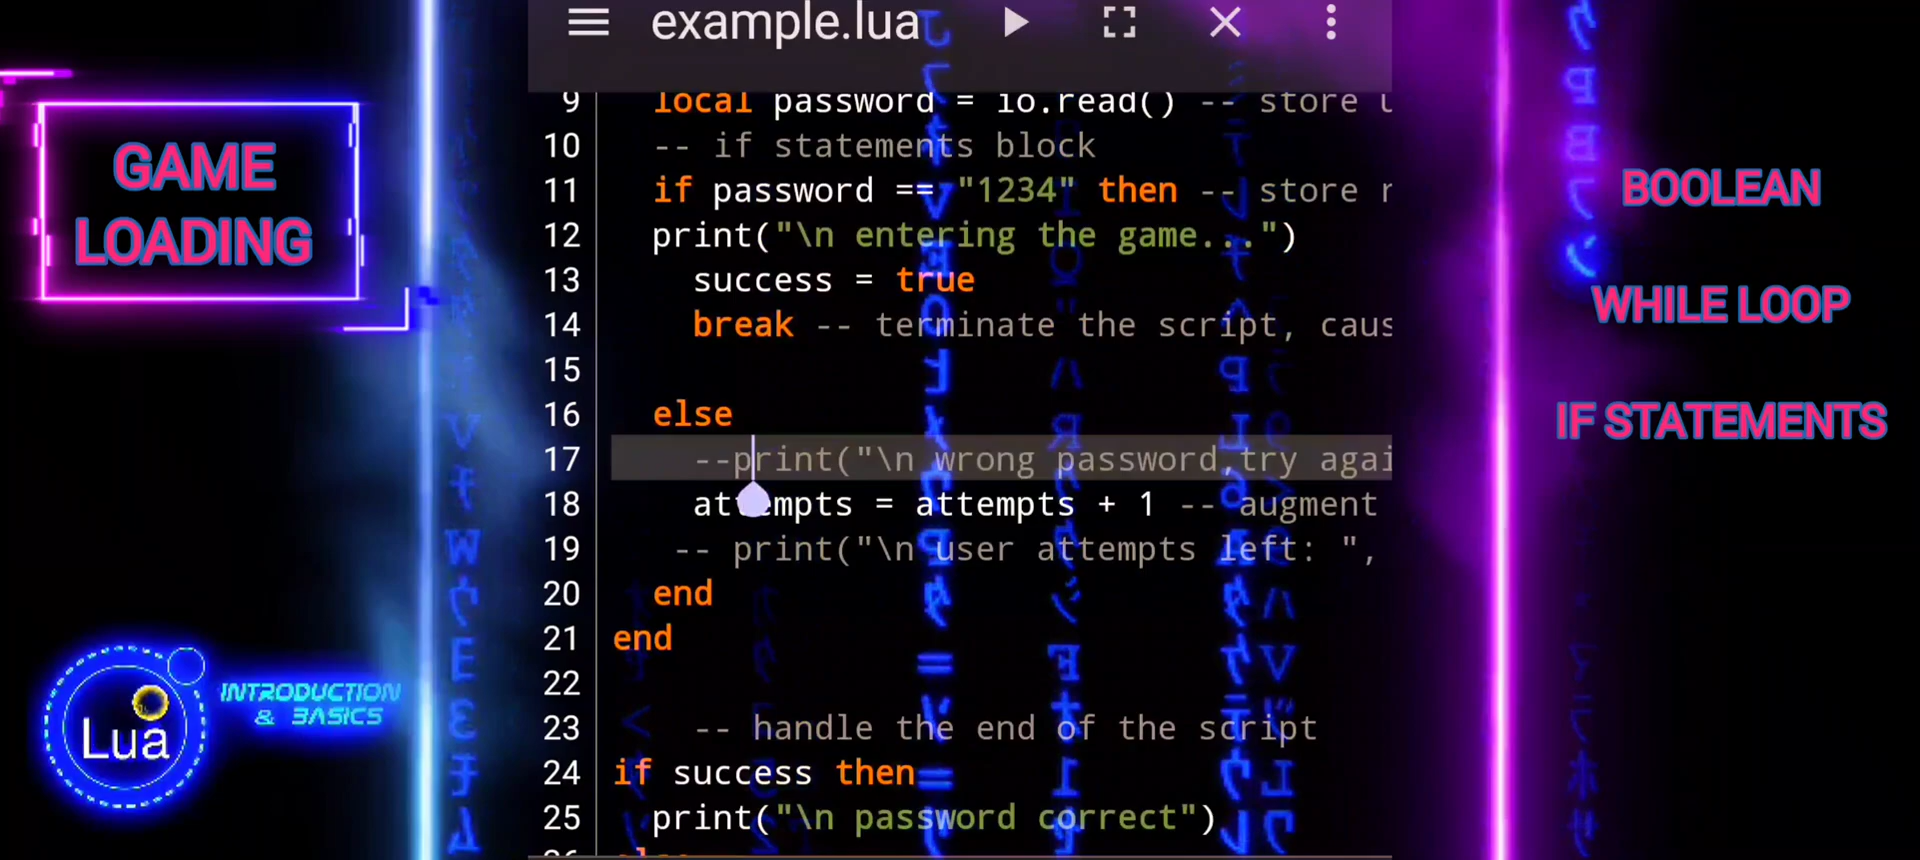 GAME
LOADING
Lua
INTRODUCTION
& BASICS
example.lua
9 local password = io.read() -- store
10 -- if statements block
11 if password == "1234" then -- store
12 print("\n entering the game...")
13 success = true
14 break -- terminate the script, caus
15
16 else
17 --print("\n wrong password,try agai
18 attempts = attempts + 1 -- augment
19 -- print("\n user attempts left: ",
20 end
21 end
22
23 -- handle the end of the script
24 if success then
25 print("\n password correct")
BOOLEAN
WHILE LOOP
IF STATEMENTS